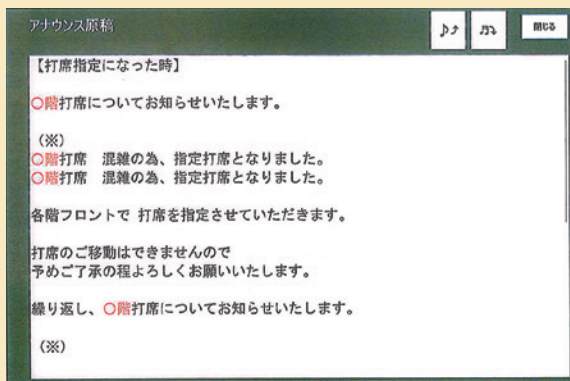 アナウンス原稿
閉じる
【打席指定になった時】
〇階打席についてお知らせいたします。
(※)
〇階打席 混雑の為、指定打席となりました。
〇階打席 混雑の為、指定打席となりました。
各階フロントで 打席を指定させていただきます。
打席のご移動はできませんので
予めご了承の程よろしくお願いいたします。
繰り返し、〇階打席についてお知らせいたします。
(※)